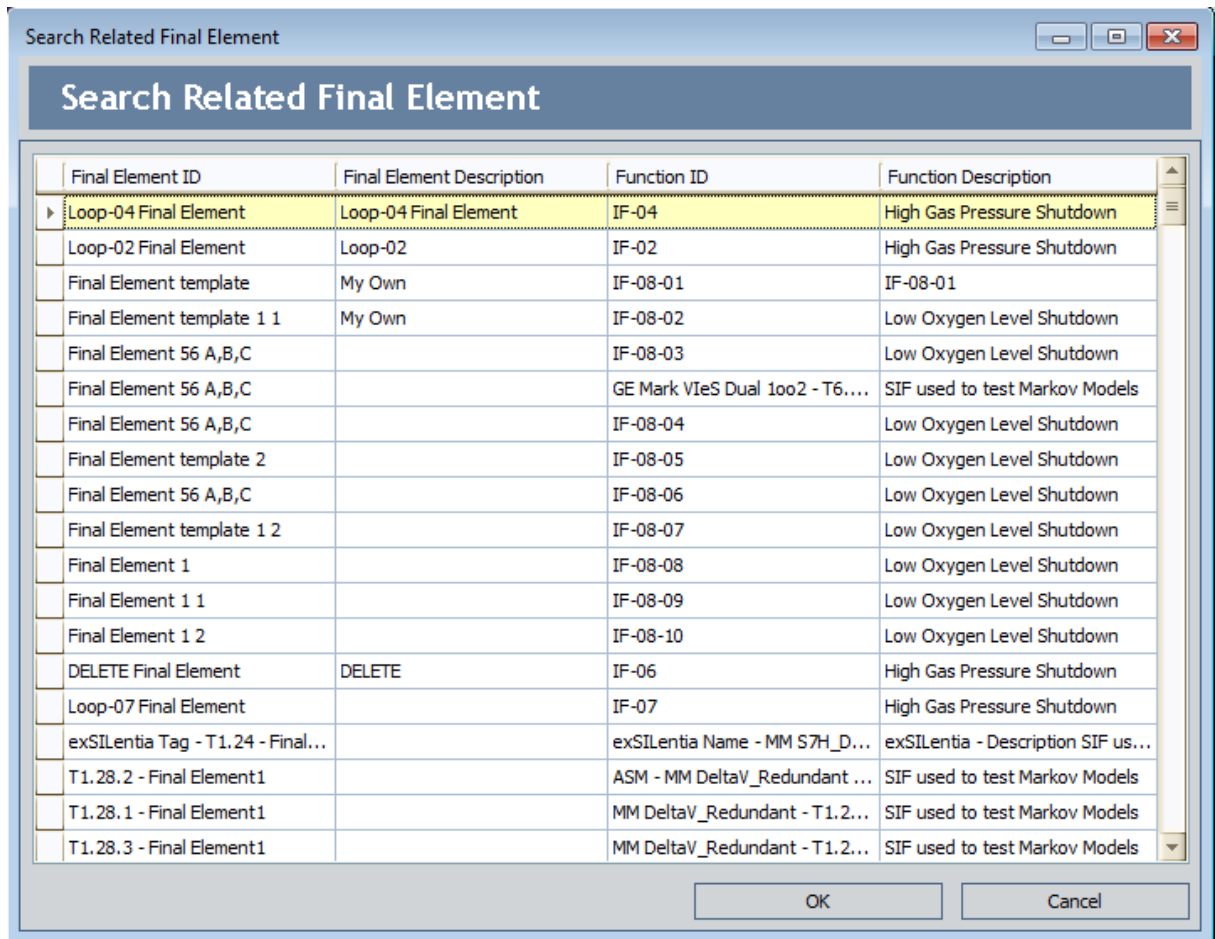 Search Related Final Element
Search Related Final Element
Final Element ID Final Element Description Function ID Function Description
Loop-04 Final Element Loop-04 Final Element IF-04 High Gas Pressure Shutdown
Loop-02 Final Element Loop-02 IF-02 High Gas Pressure Shutdown
Final Element template My Own IF-08-01 IF-08-01
Final Element template 1 1 My Own IF-08-02 Low Oxygen Level Shutdown
Final Element 56 A,B,C IF-08-03 Low Oxygen Level Shutdown
Final Element 56 A,B,C GE Mark VIeS Dual 1oo2 - T6.... SIF used to test Markov Models
Final Element 56 A,B,C IF-08-04 Low Oxygen Level Shutdown
Final Element template 2 IF-08-05 Low Oxygen Level Shutdown
Final Element 56 A,B,C IF-08-06 Low Oxygen Level Shutdown
Final Element template 1 2 IF-08-07 Low Oxygen Level Shutdown
Final Element 1 IF-08-08 Low Oxygen Level Shutdown
Final Element 1 1 IF-08-09 Low Oxygen Level Shutdown
Final Element 1 2 IF-08-10 Low Oxygen Level Shutdown
DELETE Final Element DELETE IF-06 High Gas Pressure Shutdown
Loop-07 Final Element IF-07 High Gas Pressure Shutdown
exSILentia Tag - T1.24 - Final... exSILentia Name - MM S7H_D... exSILentia - Description SIF us...
T1.28.2 - Final Element1 ASM - MM DeltaV_Redundant ... SIF used to test Markov Models
T1.28.1 - Final Element1 MM DeltaV_Redundant - T1.2... SIF used to test Markov Models
T1.28.3 - Final Element1 MM DeltaV_Redundant - T1.2... SIF used to test Markov Models
OK Cancel